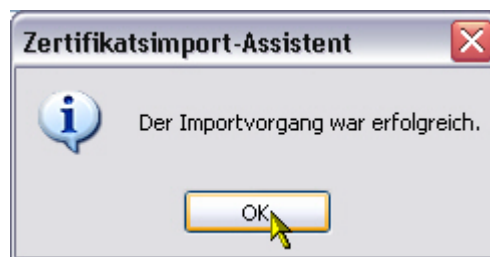 Zertifikatsimport-Assistent
Der Importvorgang war erfolgreich.
OK